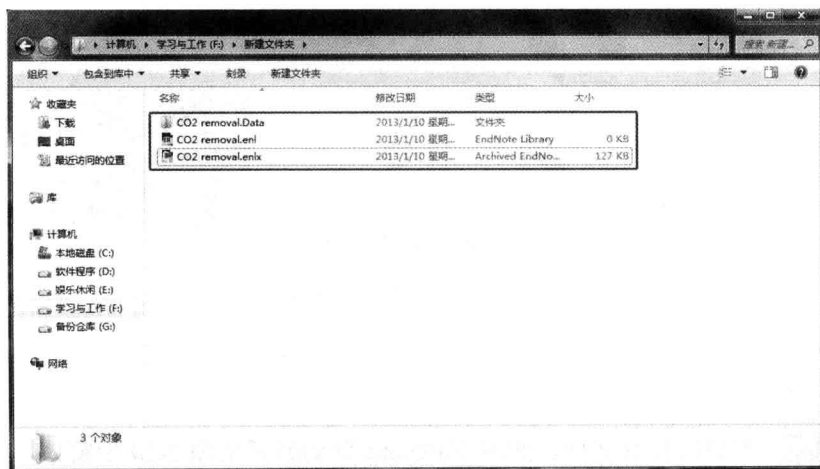 计算机 ▸ 学习与工作 (F:) ▸ 新建文件夹 ▸
搜索 新建...
组织 包含到库中 共享 刻录 新建文件夹
名称 修改日期 类型 大小
收藏夹
下载
桌面
最近访问的位置
库
计算机
本地磁盘 (C:)
软件程序 (D:)
娱乐休闲 (E:)
学习与工作 (F:)
备份仓库 (G:)
网络
CO2 removal.Data 2013/1/10 星期... 文件夹
CO2 removal.enl 2013/1/10 星期... EndNote Library 0 KB
CO2 removal.enlx 2013/1/10 星期... Archived EndNo... 127 KB
3 个对象